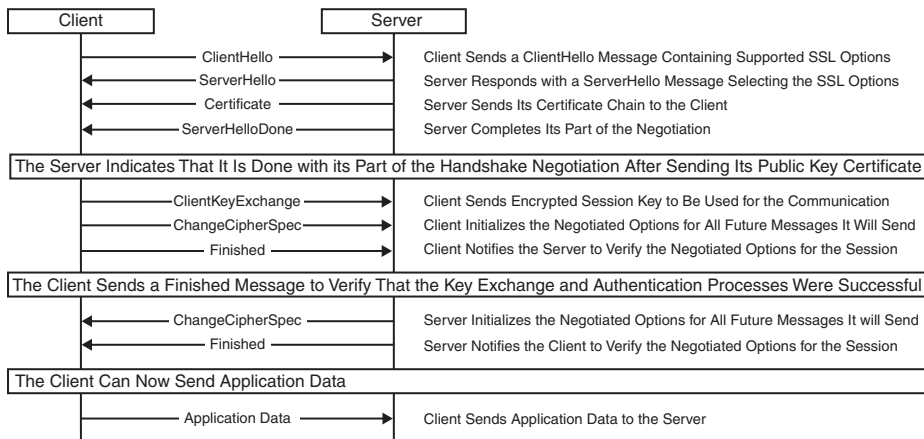 Client Server
ClientHello Client Sends a ClientHello Message Containing Supported SSL Options
ServerHello Server Responds with a ServerHello Message Selecting the SSL Options
Certificate Server Sends Its Certificate Chain to the Client
ServerHelloDone Server Completes Its Part of the Negotiation
The Server Indicates That It Is Done with its Part of the Handshake Negotiation After Sending Its Public Key Certificate
ClientKeyExchange Client Sends Encrypted Session Key to Be Used for the Communication
ChangeCipherSpec Client Initializes the Negotiated Options for All Future Messages It Will Send
Finished Client Notifies the Server to Verify the Negotiated Options for the Session
The Client Sends a Finished Message to Verify That the Key Exchange and Authentication Processes Were Successful
ChangeCipherSpec Server Initializes the Negotiated Options for All Future Messages It will Send
Finished Server Notifies the Client to Verify the Negotiated Options for the Session
The Client Can Now Send Application Data
Application Data Client Sends Application Data to the Server